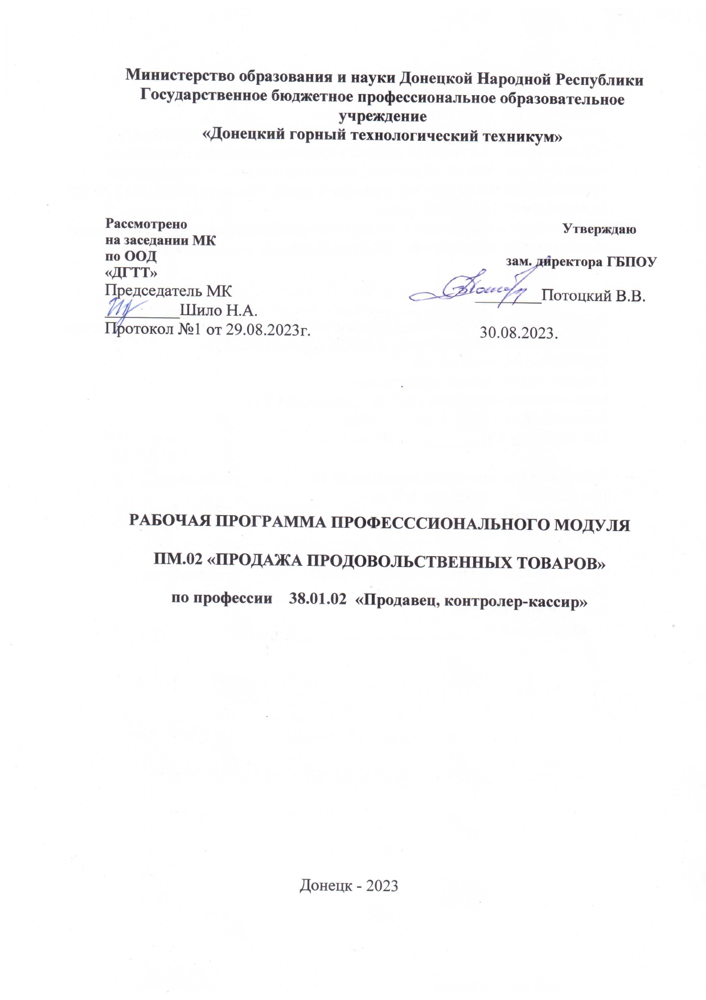 Министерство образования и науки Донецкой Народной Республики
Государственное бюджетное профессиональное образовательное
учреждение
«Донецкий горный технологический техникум»
Рассмотрено
на заседании МК
по ООД
«ДГТТ»
Председатель МК
__________Шило Н.А.
Протокол №1 от 29.08.2023г.
Утверждаю
зам. директора ГБПОУ
_________Потоцкий В.В.
30.08.2023.
РАБОЧАЯ ПРОГРАММА ПРОФЕСССИОНАЛЬНОГО МОДУЛЯ
ПМ.02 «ПРОДАЖА ПРОДОВОЛЬСТВЕННЫХ ТОВАРОВ»
по профессии 38.01.02 «Продавец, контролер-кассир»
Донецк - 2023